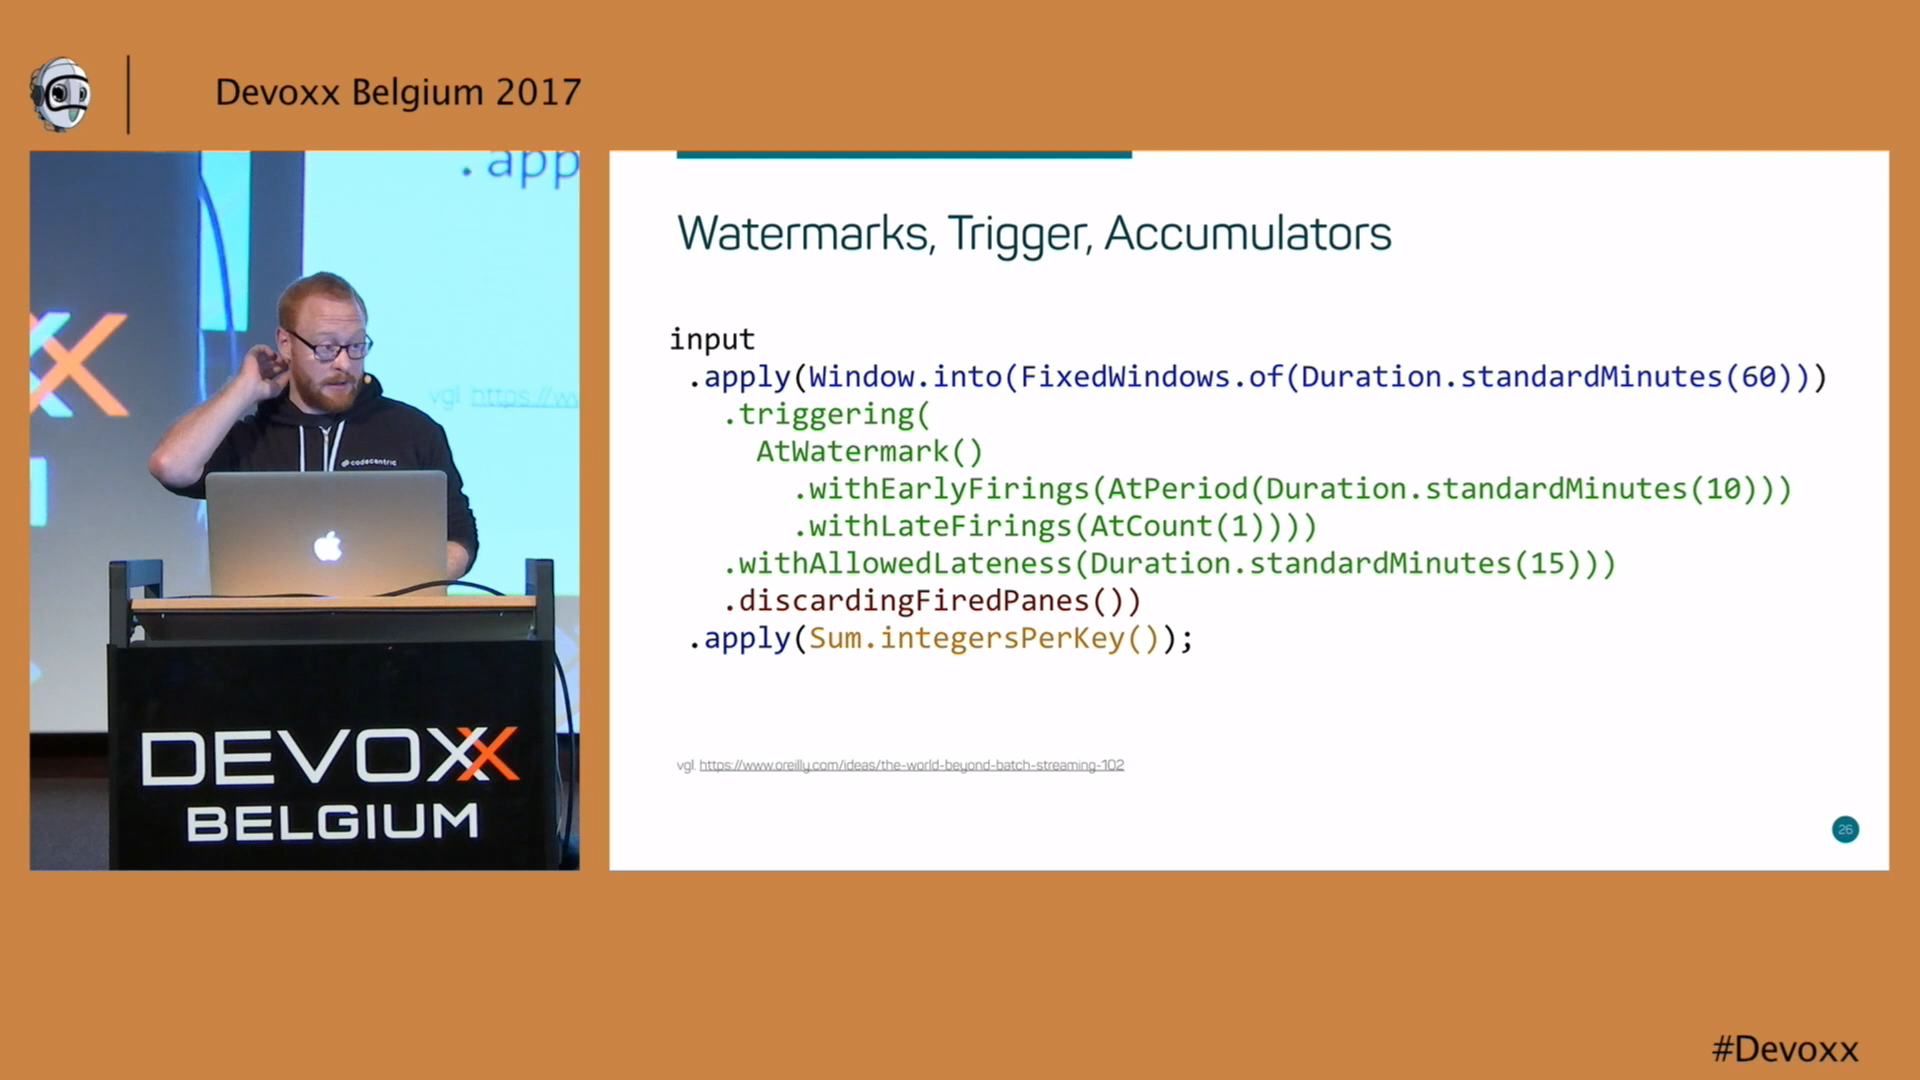 Devoxx Belgium 2017
.app
vgl. https://ww
codecentric
DEVOXX
BELGIUM
Watermarks, Trigger, Accumulators
input
.apply(Window.into(FixedWindows.of(Duration.standardMinutes(60)))
.triggering(
AtWatermark()
.withEarlyFirings(AtPeriod(Duration.standardMinutes(10)))
.withLateFirings(AtCount(1))))
.withAllowedLateness(Duration.standardMinutes(15)))
.discardingFiredPanes())
.apply(Sum.integersPerKey());
vgl. https://www.oreilly.com/ideas/the-world-beyond-batch-streaming-102
26
#Devoxx